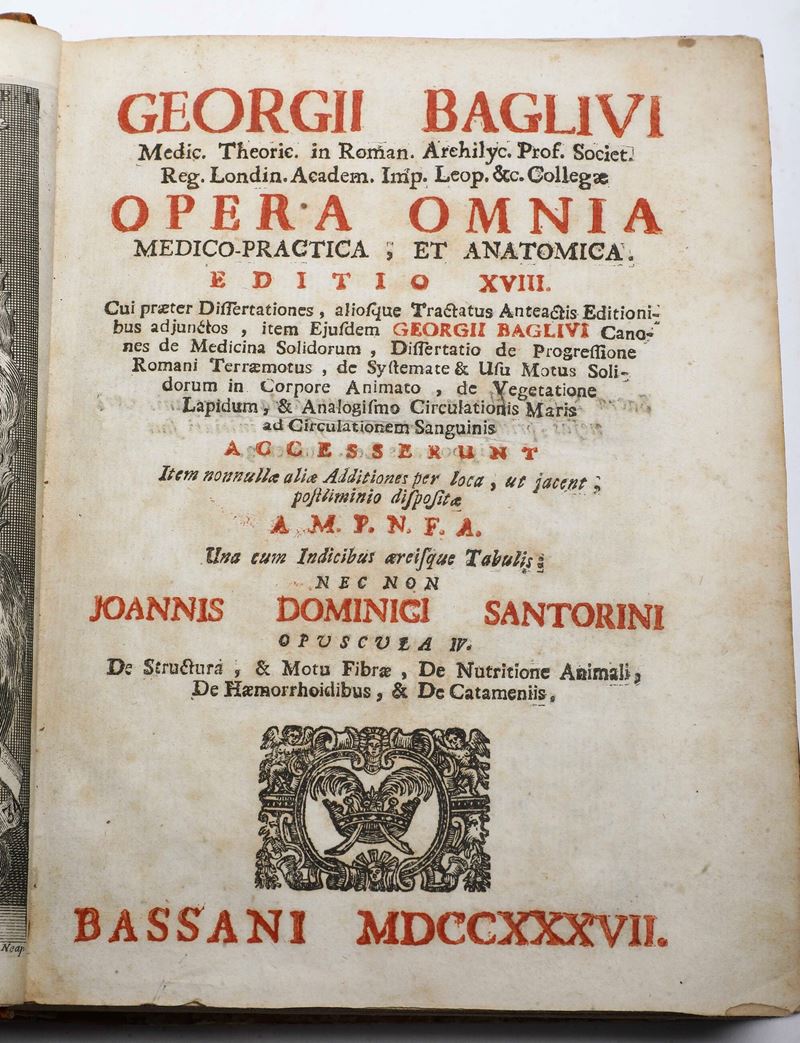 GEORGII BAGLIVI
Medic. Theoric. in Roman. Archilyc. Prof. Societ.
Reg. Londin. Academ. Imp. Leop. &c. Collegæ
OPERA OMNIA
MEDICO-PRACTICA, ET ANATOMICA.
EDITIO XVIII.
Cui præter Dissertationes, aliosque Tractatus Anteactis Editioni-
bus adjunctos, item Ejusdem GEORGII BAGLIVI Cano-
nes de Medicina Solidorum, Dissertatio de Progressione
Romani Terræmotus, de Systemate & Usu Motus Soli-
dorum in Corpore Animato, de Vegetatione
Lapidum, & Analogismo Circulationis Maris
ad Circulationem Sanguinis
ACCESSERUNT
Item nonnullæ aliæ Additiones per loca, ut jacent,
postliminio dispositæ
A. M. P. N. F. A.
Una cum Indicibus æreisque Tabulis;
NEC NON
JOANNIS DOMINICI SANTORINI
OPUSCULA IV.
De Structura, & Motu Fibræ, De Nutritione Animali,
De Hæmorrhoidibus, & De Catameniis.
BASSANI MDCCXXXVII.
Neap